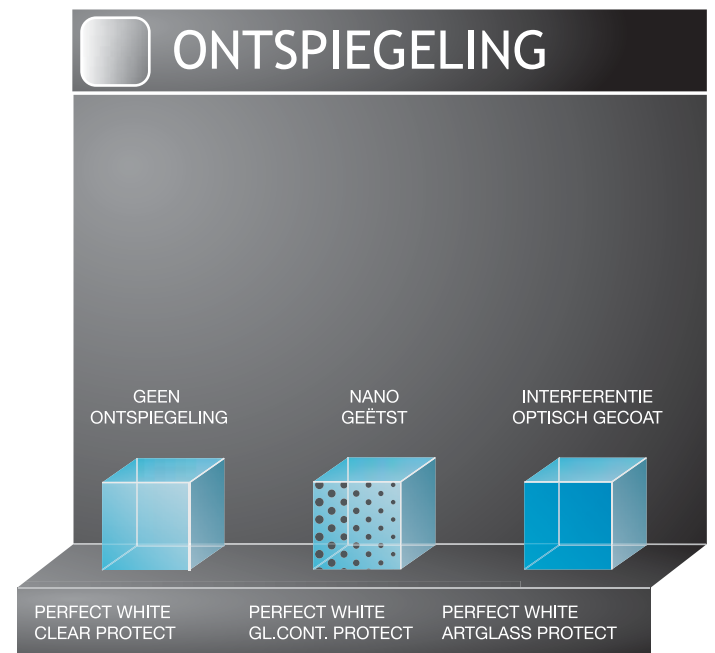 ONTSPIEGELING
GEEN
ONTSPIEGELING
NANO
GEËTST
INTERFERENTIE
OPTISCH GECOAT
PERFECT WHITE
CLEAR PROTECT
PERFECT WHITE
GL.CONT. PROTECT
PERFECT WHITE
ARTGLASS PROTECT